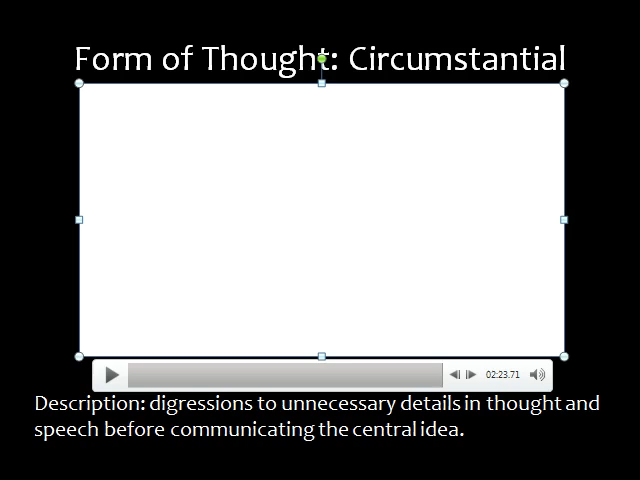 Form of Thought: Circumstantial
02:23.71
Description: digressions to unnecessary details in thought and
speech before communicating the central idea.